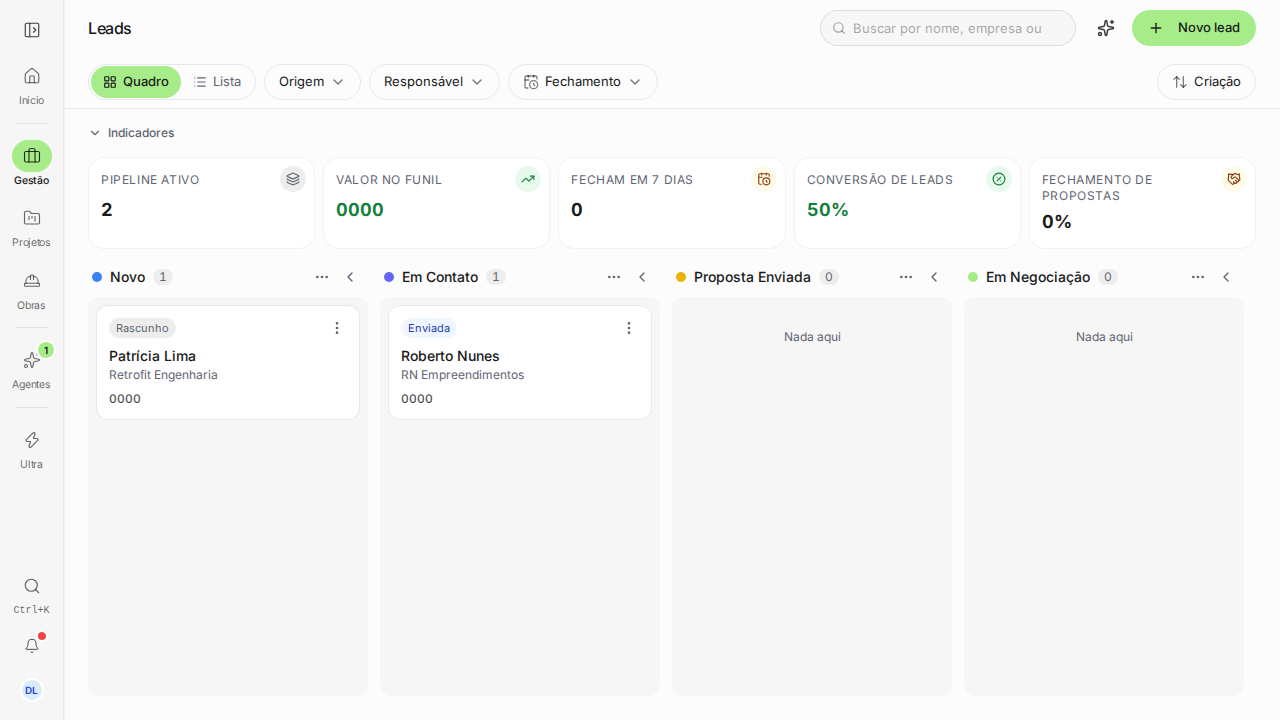 Leads
Buscar por nome, empresa ou
Novo lead
Início
Gestão
Projetos
Obras
1
Agentes
Ultra
Ctrl+K
DL
Quadro
Lista
Origem
Responsável
Fechamento
Criação
Indicadores
PIPELINE ATIVO
2
VALOR NO FUNIL
0000
FECHAM EM 7 DIAS
0
CONVERSÃO DE LEADS
50%
FECHAMENTO DE
PROPOSTAS
0%
Novo 1
Rascunho
Patrícia Lima
Retrofit Engenharia
0000
Em Contato 1
Enviada
Roberto Nunes
RN Empreendimentos
0000
Proposta Enviada 0
Nada aqui
Em Negociação 0
Nada aqui